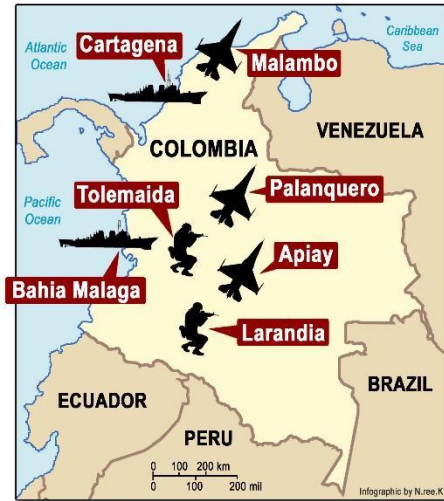 Atlantic
Ocean
Cartagena
Caribbean
Sea
Malambo
VENEZUELA
COLOMBIA
Tolemaida
Palanquero
Pacific
Ocean
Apiay
Bahia Malaga
Larandia
BRAZIL
ECUADOR
PERU
0 100 200 km
0 100 200 mil
Infographic by N.ree.K